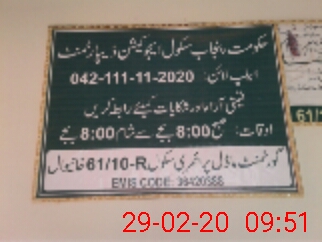 حکومت پنجاب سکول ایجوکیشن ڈیپارٹمنٹ
ہیلپ لائن: 042-111-11-2020
قیمتی آراء اور شکایات کیلئے رابطہ کریں
اوقات: صبح 8:00 بجے سے شام 8:00 بجے
گورنمنٹ ماڈل پرائمری سکول 61/10-R خانیوال
EMIS CODE:
61/1
29-02-20 09:51